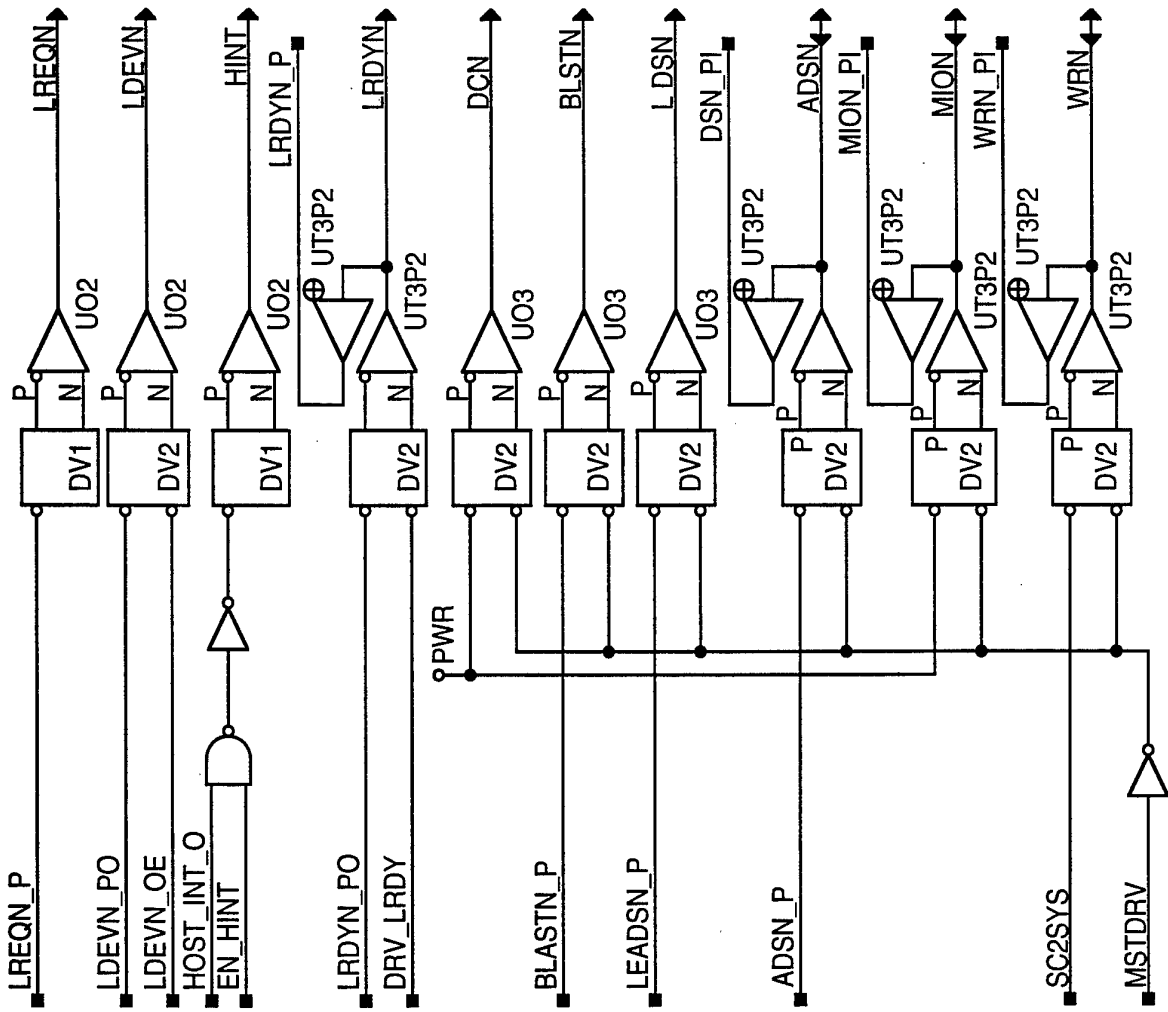 LREQN
LDEVN
HINT
LRDYN_P
LRDYN
DCN
BLSTN
LDSN
DSN_PI
ADSN
MION_PI
MION
WRN_PI
WRN
UO2
UO2
UO2
UT3P2
UT3P2
UO3
UO3
UO3
UT3P2
UT3P2
UT3P2
UT3P2
UT3P2
P
N
P
N
P
N
P
N
P
N
P
N
P
N
P
N
P
N
P
N
DV1
DV2
DV1
DV2
DV2
DV2
DV2
P
DV2
P
DV2
P
DV2
PWR
LREQN_P
LDEVN_PO
LDEVN_OE
HOST_INT_O
EN_HINT
LRDYN_PO
DRV_LRDY
BLASTN_P
LEADSN_P
ADSN_P
SC2SYS
MSTDRV